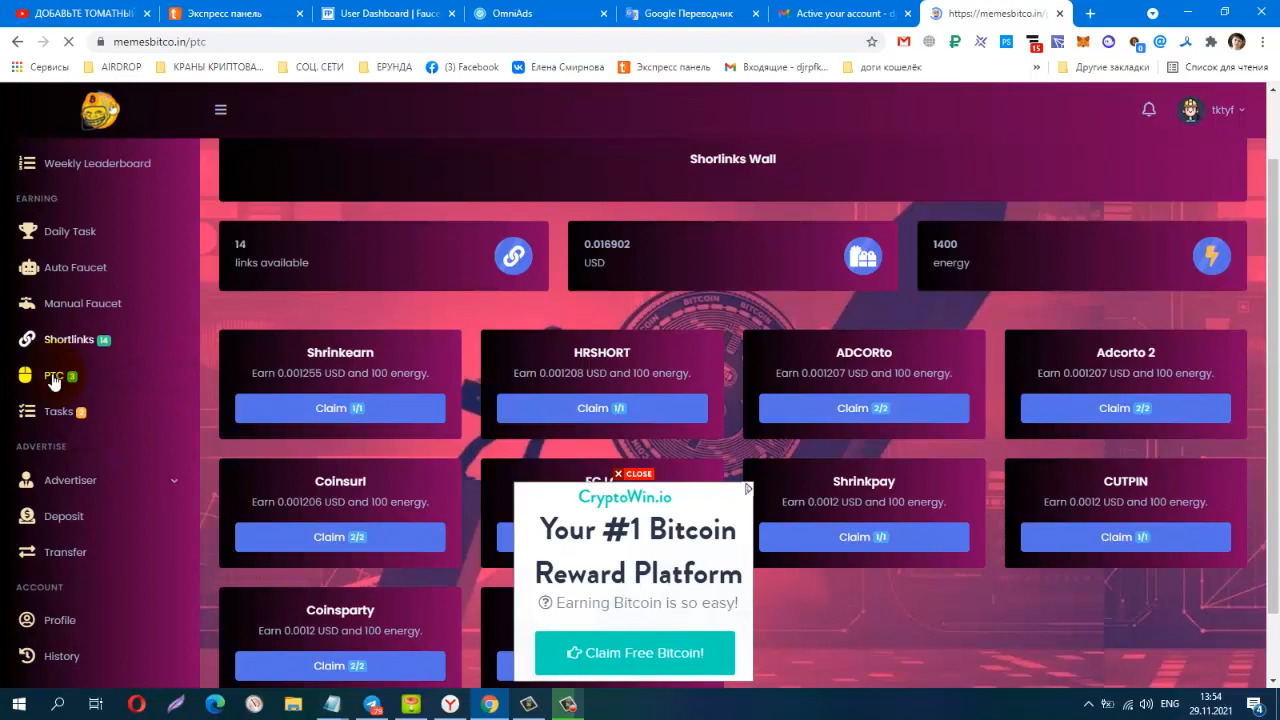 ДОБАВЬТЕ ТОМАТНЫЙ
Экспресс панель
User Dashboard | Fauce
OmniAds
Google Переводчик
Active your account - d
https://memesbitco.in/pt
memesbitco.in/ptc
15
0
Сервисы
AIRDROP
КРАНЫ КРИПТОВА...
СОЦ. СЕТИ
ЕРУНДА
(3) Facebook
Елена Смирнова
Экспресс панель
Входящие - djrpfk...
доги кошелёк
»
Другие закладки
Список для чтения
tktyf
Weekly Leaderboard
EARNING
Daily Task
Auto Faucet
Manual Faucet
Shortlinks 14
PTC 3
Tasks 2
ADVERTISE
Advertiser
Deposit
Transfer
ACCOUNT
Profile
History
Shorlinks Wall
14
links available
0.016902
USD
1400
energy
BITCOIN
Shrinkearn
Earn 0.001255 USD and 100 energy.
Claim 1/1
HRSHORT
Earn 0.001208 USD and 100 energy.
Claim 1/1
ADCORto
Earn 0.001207 USD and 100 energy.
Claim 2/2
Adcorto 2
Earn 0.001207 USD and 100 energy.
Claim 2/2
Coinsurl
Earn 0.001206 USD and 100 energy.
Claim 2/2
Shrinkpay
Earn 0.0012 USD and 100 energy.
Claim 1/1
CUTPIN
Earn 0.0012 USD and 100 energy.
Claim 1/1
Coinsparty
Earn 0.0012 USD and 100 energy.
Claim 2/2
CLOSE
CryptoWin.io
Your #1 Bitcoin
Reward Platform
Earning Bitcoin is so easy!
Claim Free Bitcoin!
79
ENG
13:54
29.11.2021
4